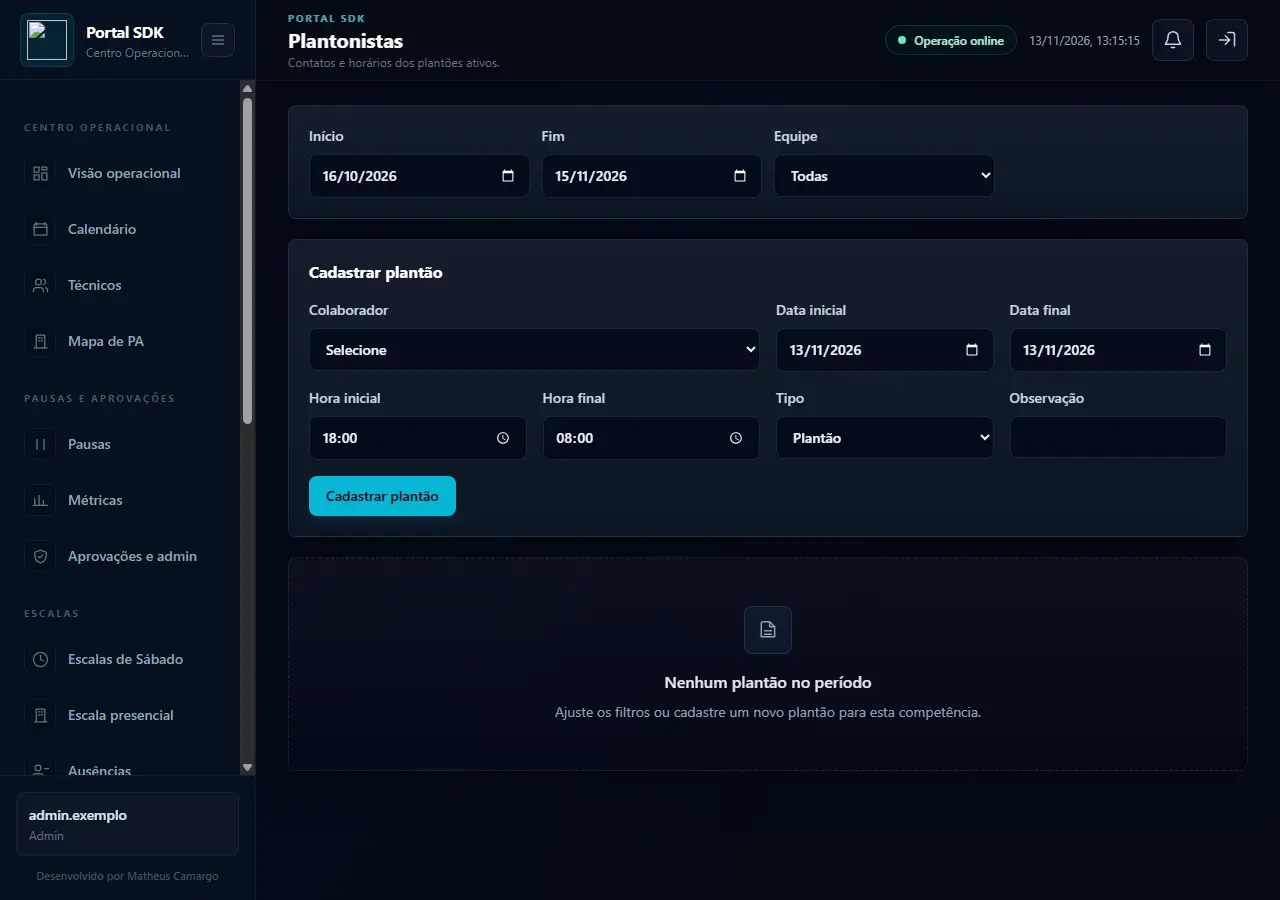 Portal SDK
Centro Operacion...
CENTRO OPERACIONAL
Visão operacional
Calendário
Técnicos
Mapa de PA
PAUSAS E APROVAÇÕES
Pausas
Métricas
Aprovações e admin
ESCALAS
Escalas de Sábado
Escala presencial
Ausências
admin.exemplo
Admin
Desenvolvido por Matheus Camargo
PORTAL SDK
Plantonistas
Contatos e horários dos plantões ativos.
Operação online
13/11/2026, 13:15:15
Início Fim Equipe
16/10/2026 15/11/2026 Todas
Cadastrar plantão
Colaborador Data inicial Data final
Selecione 13/11/2026 13/11/2026
Hora inicial Hora final Tipo Observação
18:00 08:00 Plantão
Cadastrar plantão
Nenhum plantão no período
Ajuste os filtros ou cadastre um novo plantão para esta competência.